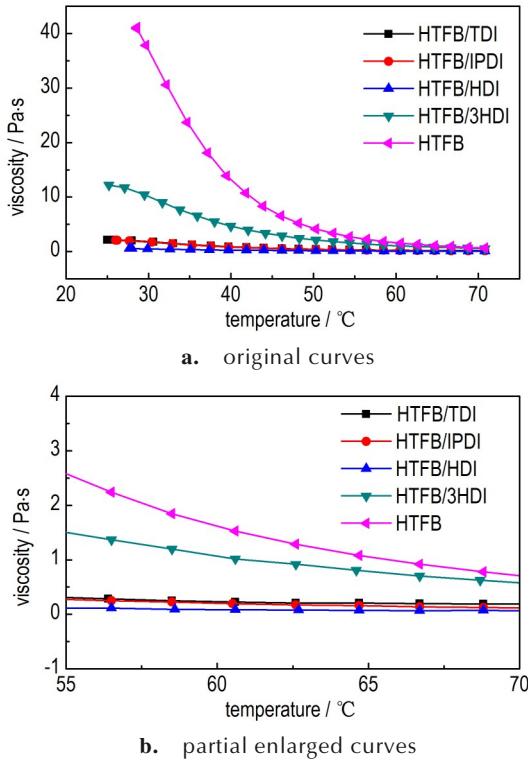 40
30
20
10
0
viscosity / Pa·s
HTFB/TDI
HTFB/IPDI
HTFB/HDI
HTFB/3HDI
HTFB
20 30 40 50 60 70
temperature / ℃
a. original curves
4
3
2
1
0
-1
viscosity / Pa·s
HTFB/TDI
HTFB/IPDI
HTFB/HDI
HTFB/3HDI
HTFB
55 60 65 70
temperature / ℃
b. partial enlarged curves